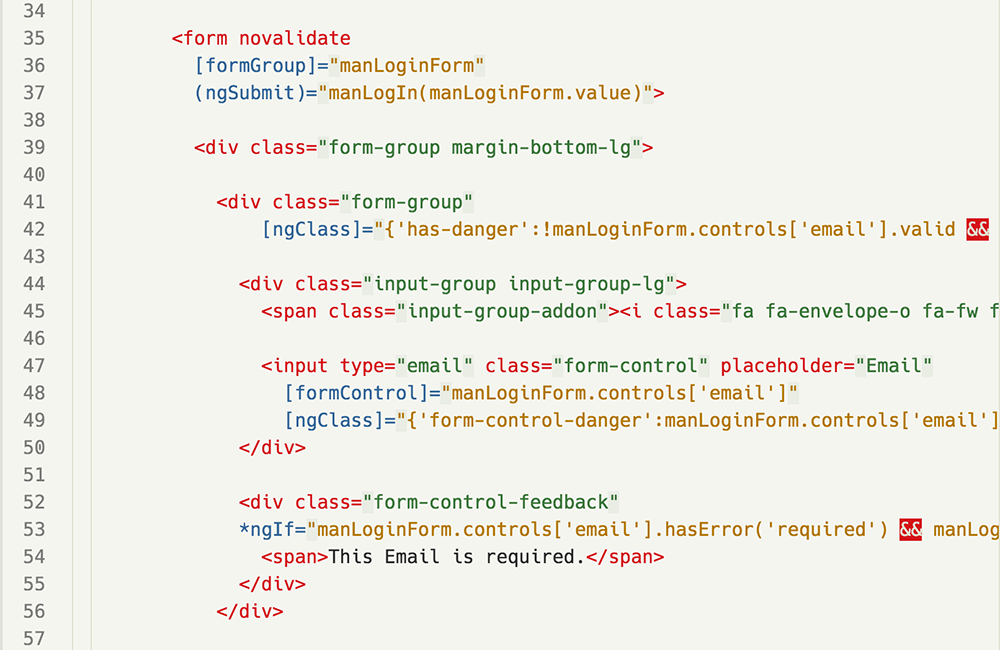 34
35 <form novalidate
36 [formGroup]="manLoginForm"
37 (ngSubmit)="manLogIn(manLoginForm.value)">
38
39 <div class="form-group margin-bottom-lg">
40
41 <div class="form-group"
42 [ngClass]="{'has-danger':!manLoginForm.controls['email'].valid &&
43
44 <div class="input-group input-group-lg">
45 <span class="input-group-addon"><i class="fa fa-envelope-o fa-fw f
46
47 <input type="email" class="form-control" placeholder="Email"
48 [formControl]="manLoginForm.controls['email']"
49 [ngClass]="{'form-control-danger':manLoginForm.controls['email']
50 </div>
51
52 <div class="form-control-feedback"
53 *ngIf="manLoginForm.controls['email'].hasError('required') && manLog
54 <span>This Email is required.</span>
55 </div>
56 </div>
57